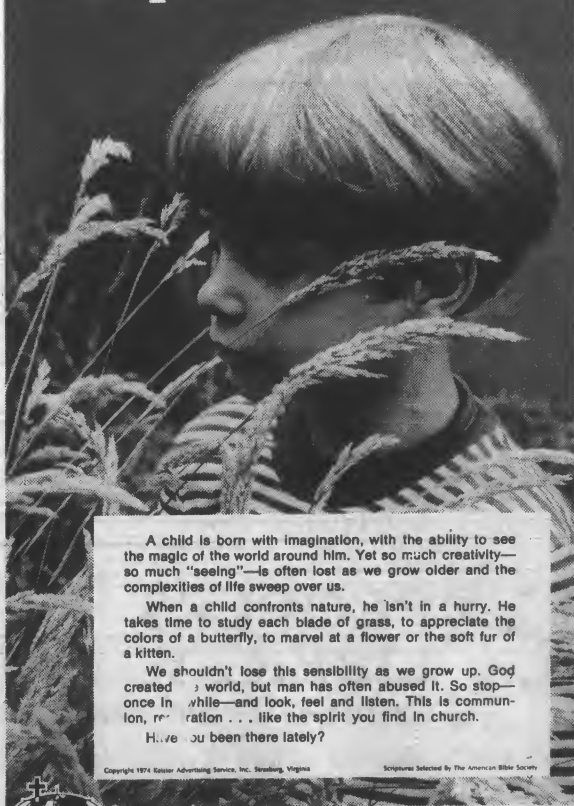 A child is born with imagination, with the ability to see
the magic of the world around him. Yet so much creativity—
so much "seeing"—is often lost as we grow older and the
complexities of life sweep over us.
When a child confronts nature, he isn't in a hurry. He
takes time to study each blade of grass, to appreciate the
colors of a butterfly, to marvel at a flower or the soft fur of
a kitten.
We shouldn't lose this sensibility as we grow up. God
created world, but man has often abused it. So stop—
once in while—and look, feel and listen. This is commun-
ion, . . . like the spirit you find in church.
Have you been there lately?
Copyright 1974 Keister Advertising Service, Inc. Strasburg, Virginia
Scriptures Selected By The American Bible Society